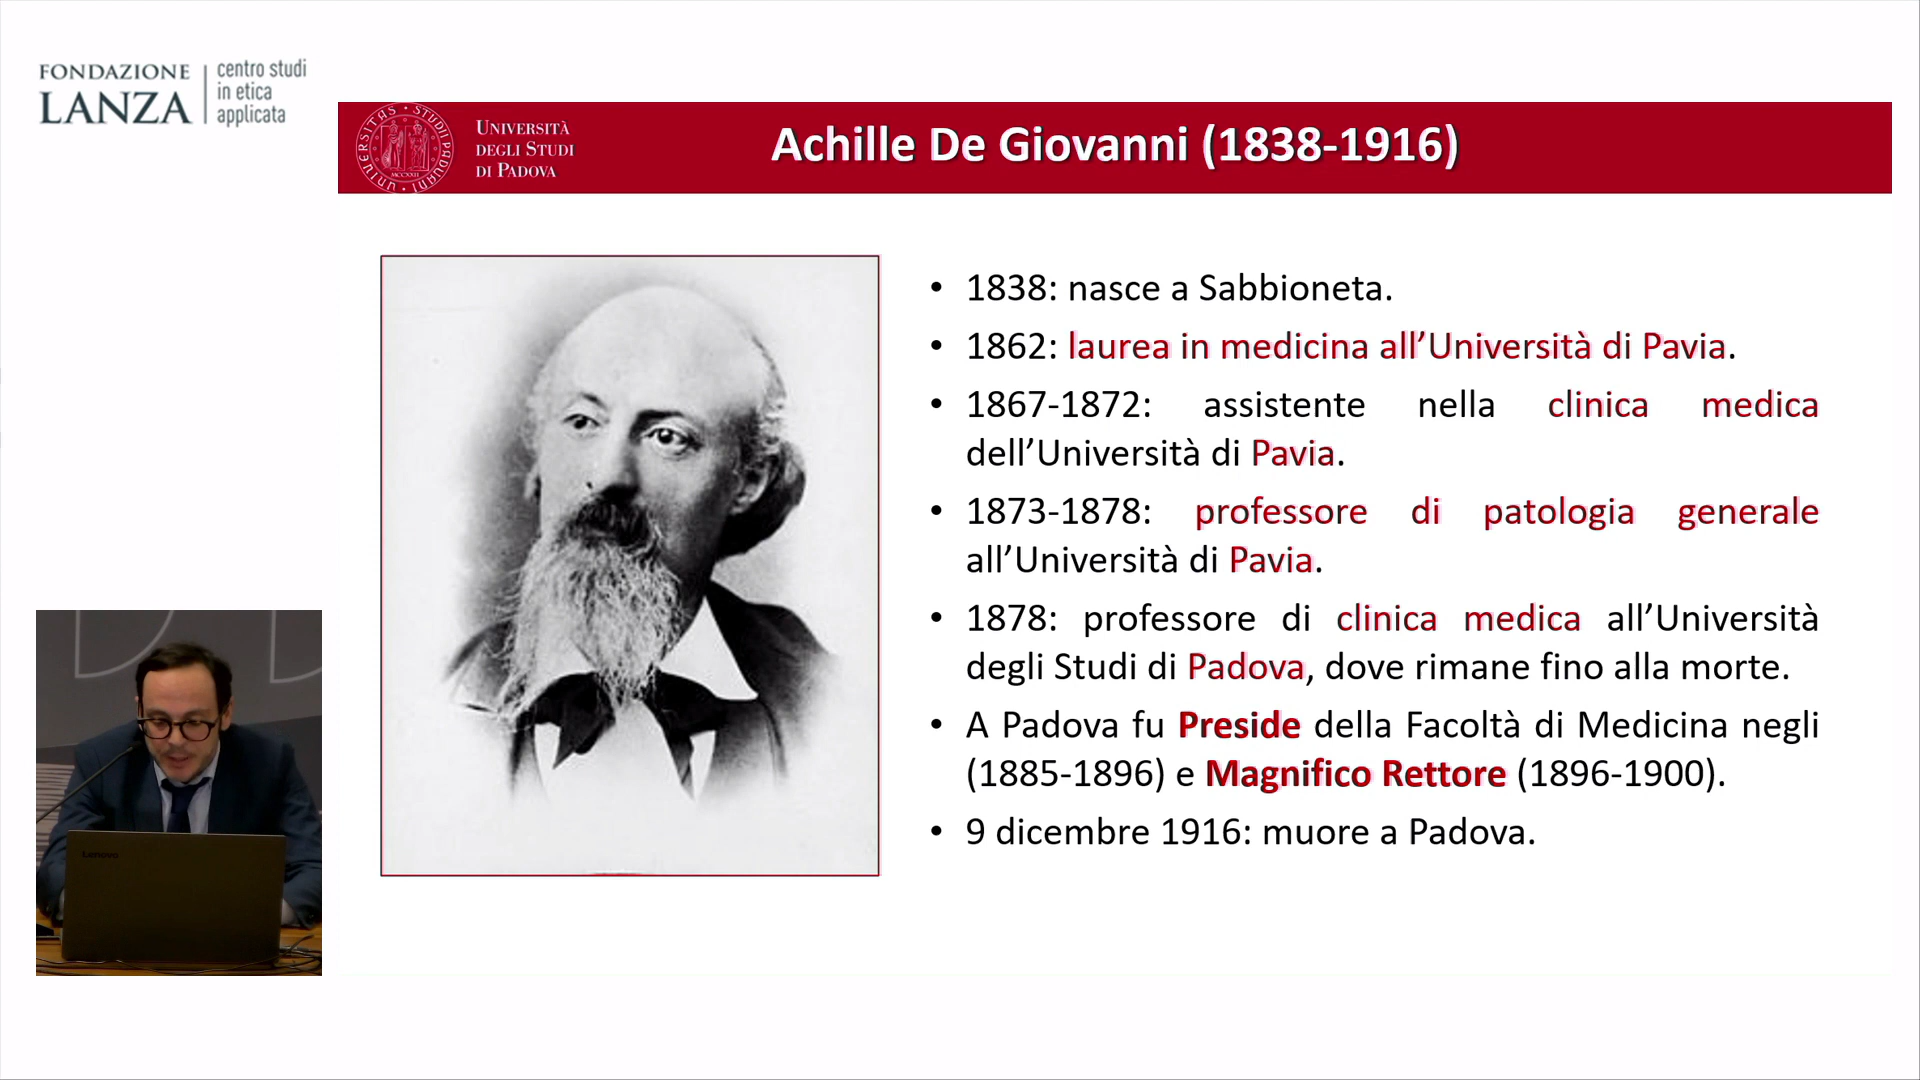 FONDAZIONE
LANZA
centro studi
in etica
applicata
UNIVERSITÀ
DEGLI STUDI
DI PADOVA
Achille De Giovanni (1838-1916)
• 1838: nasce a Sabbioneta.
• 1862: laurea in medicina all’Università di Pavia.
• 1867-1872: assistente nella clinica medica
dell’Università di Pavia.
• 1873-1878: professore di patologia generale
all’Università di Pavia.
• 1878: professore di clinica medica all’Università
degli Studi di Padova, dove rimane fino alla morte.
• A Padova fu Preside della Facoltà di Medicina negli
(1885-1896) e Magnifico Rettore (1896-1900).
• 9 dicembre 1916: muore a Padova.
Lenovo